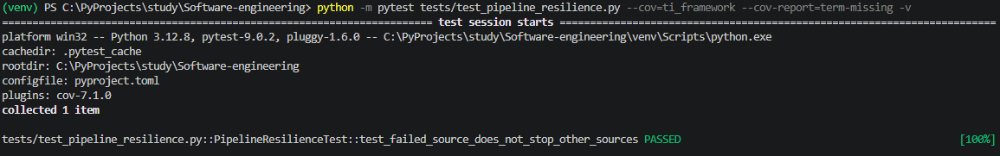 (venv) PS C:\PyProjects\study\Software-engineering> python -m pytest tests/test_pipeline_resilience.py --cov=ti_framework --cov-report=term-missing -v
============================================================ test session starts ============================================================
platform win32 -- Python 3.12.8, pytest-9.0.2, pluggy-1.6.0 -- C:\PyProjects\study\Software-engineering\venv\Scripts\python.exe
cachedir: .pytest_cache
rootdir: C:\PyProjects\study\Software-engineering
configfile: pyproject.toml
plugins: cov-7.1.0
collected 1 item
tests/test_pipeline_resilience.py::PipelineResilienceTest::test_failed_source_does_not_stop_other_sources PASSED [100%]